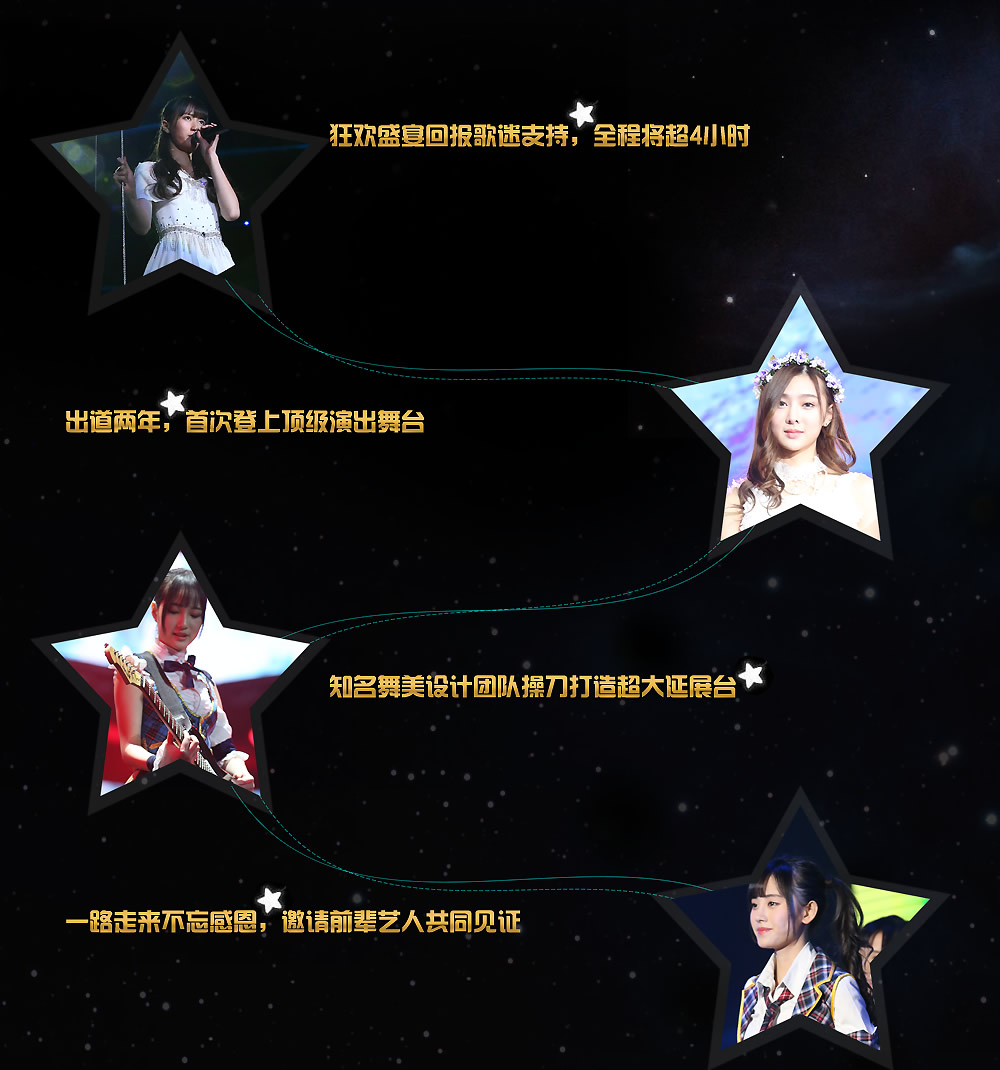 狂欢盛宴回报歌迷支持，全程将超4小时
出道两年，首次登上顶级演出舞台
知名舞美设计团队操刀打造超大延展台
一路走来不忘感恩，邀请前辈艺人共同见证